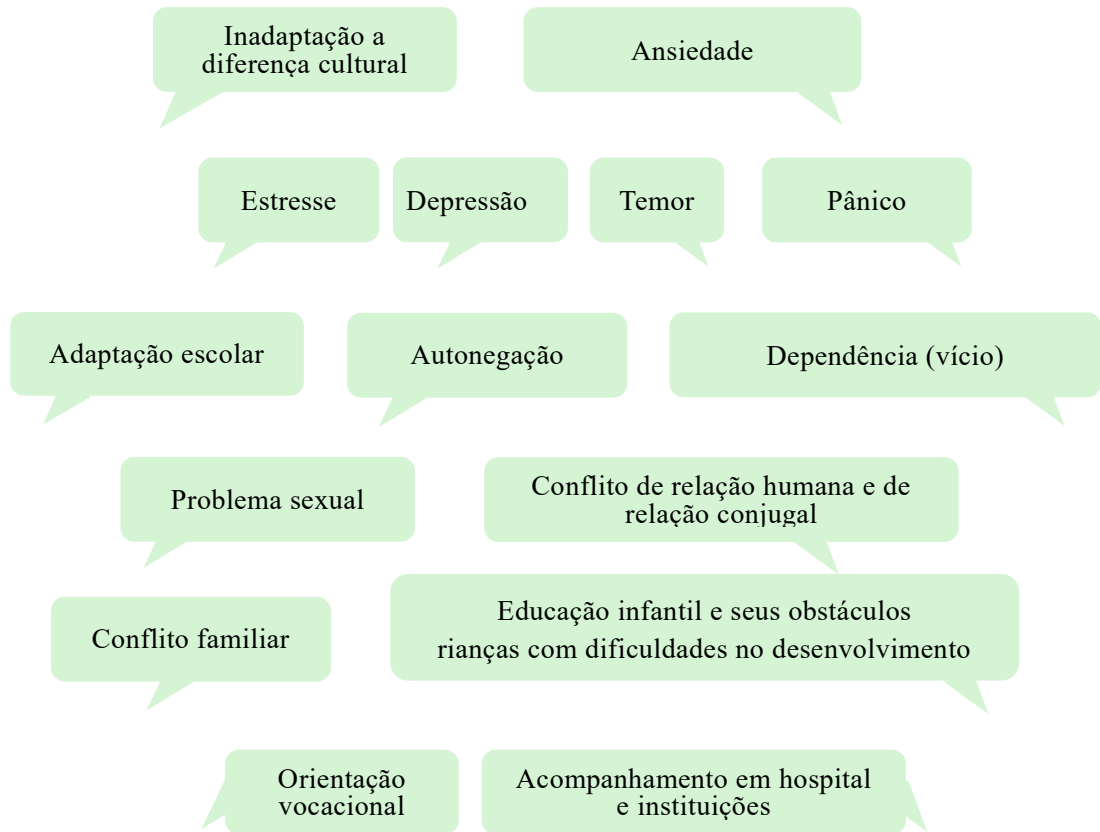 Inadaptação a
diferença cultural
Ansiedade
Estresse
Depressão
Temor
Pânico
Adaptação escolar
Autonegação
Dependência (vício)
Problema sexual
Conflito de relação humana e de
relação conjugal
Conflito familiar
Educação infantil e seus obstáculos
rianças com dificuldades no desenvolvimento
Orientação
vocacional
Acompanhamento em hospital
e instituições